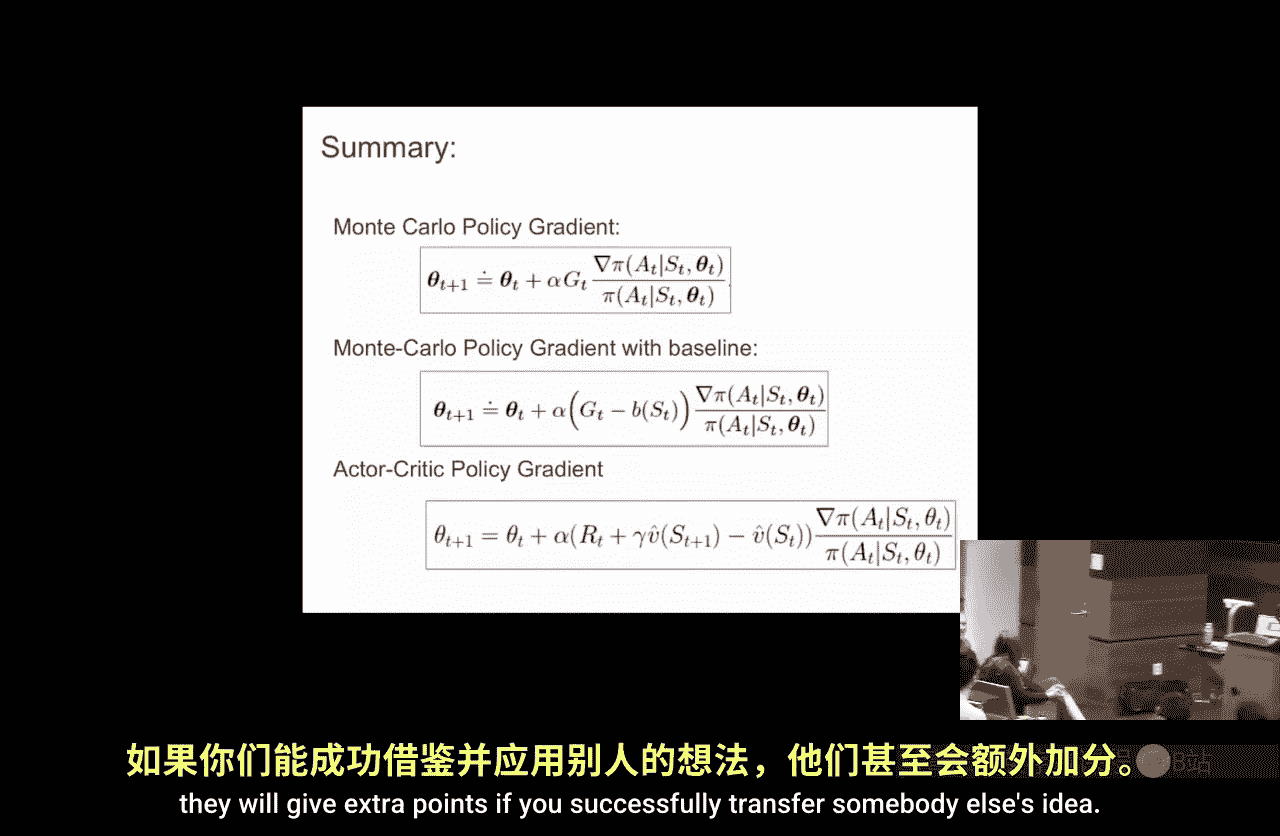 Summary:
Monte Carlo Policy Gradient:
θ_{t+1} ≐ θ_t + αG_t ∇π(A_t|S_t, θ_t) / π(A_t|S_t, θ_t)
Monte-Carlo Policy Gradient with baseline:
θ_{t+1} ≐ θ_t + α(G_t − b(S_t)) ∇π(A_t|S_t, θ_t) / π(A_t|S_t, θ_t)
Actor-Critic Policy Gradient
θ_{t+1} = θ_t + α(R_t + γv̂(S_{t+1}) − v̂(S_t)) ∇π(A_t|S_t, θ_t) / π(A_t|S_t, θ_t)
如果你们能成功借鉴并应用别人的想法，他们甚至会额外加分。
B站
they will give extra points if you successfully transfer somebody else's idea.